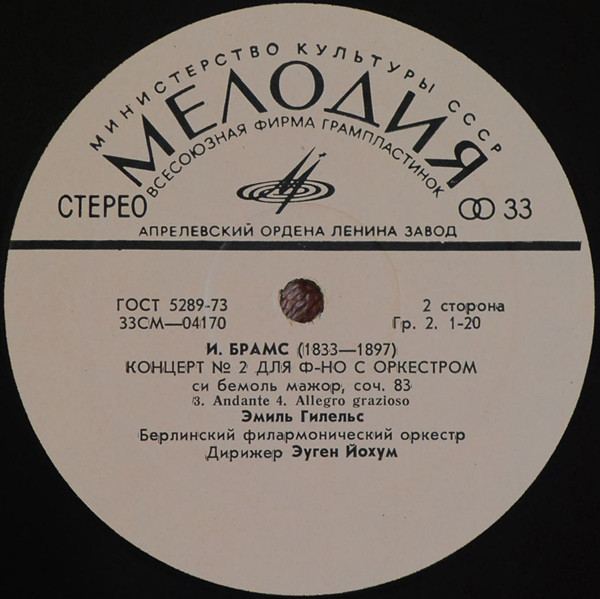 МИНИСТЕРСТВО КУЛЬТУРЫ СССР
МЕЛОДИЯ
ВСЕСОЮЗНАЯ ФИРМА ГРАМПЛАСТИНОК
СТЕРЕО
33
АПРЕЛЕВСКИЙ ОРДЕНА ЛЕНИНА ЗАВОД
ГОСТ 5289-73
2 сторона
33СМ—04170
Гр. 2. 1-20
И. БРАМС (1833—1897)
КОНЦЕРТ № 2 ДЛЯ Ф-НО С ОРКЕСТРОМ
си бемоль мажор, соч. 83
3. Andante 4. Allegro grazioso
Эмиль Гилельс
Берлинский филармонический оркестр
Дирижер Эуген Йохум